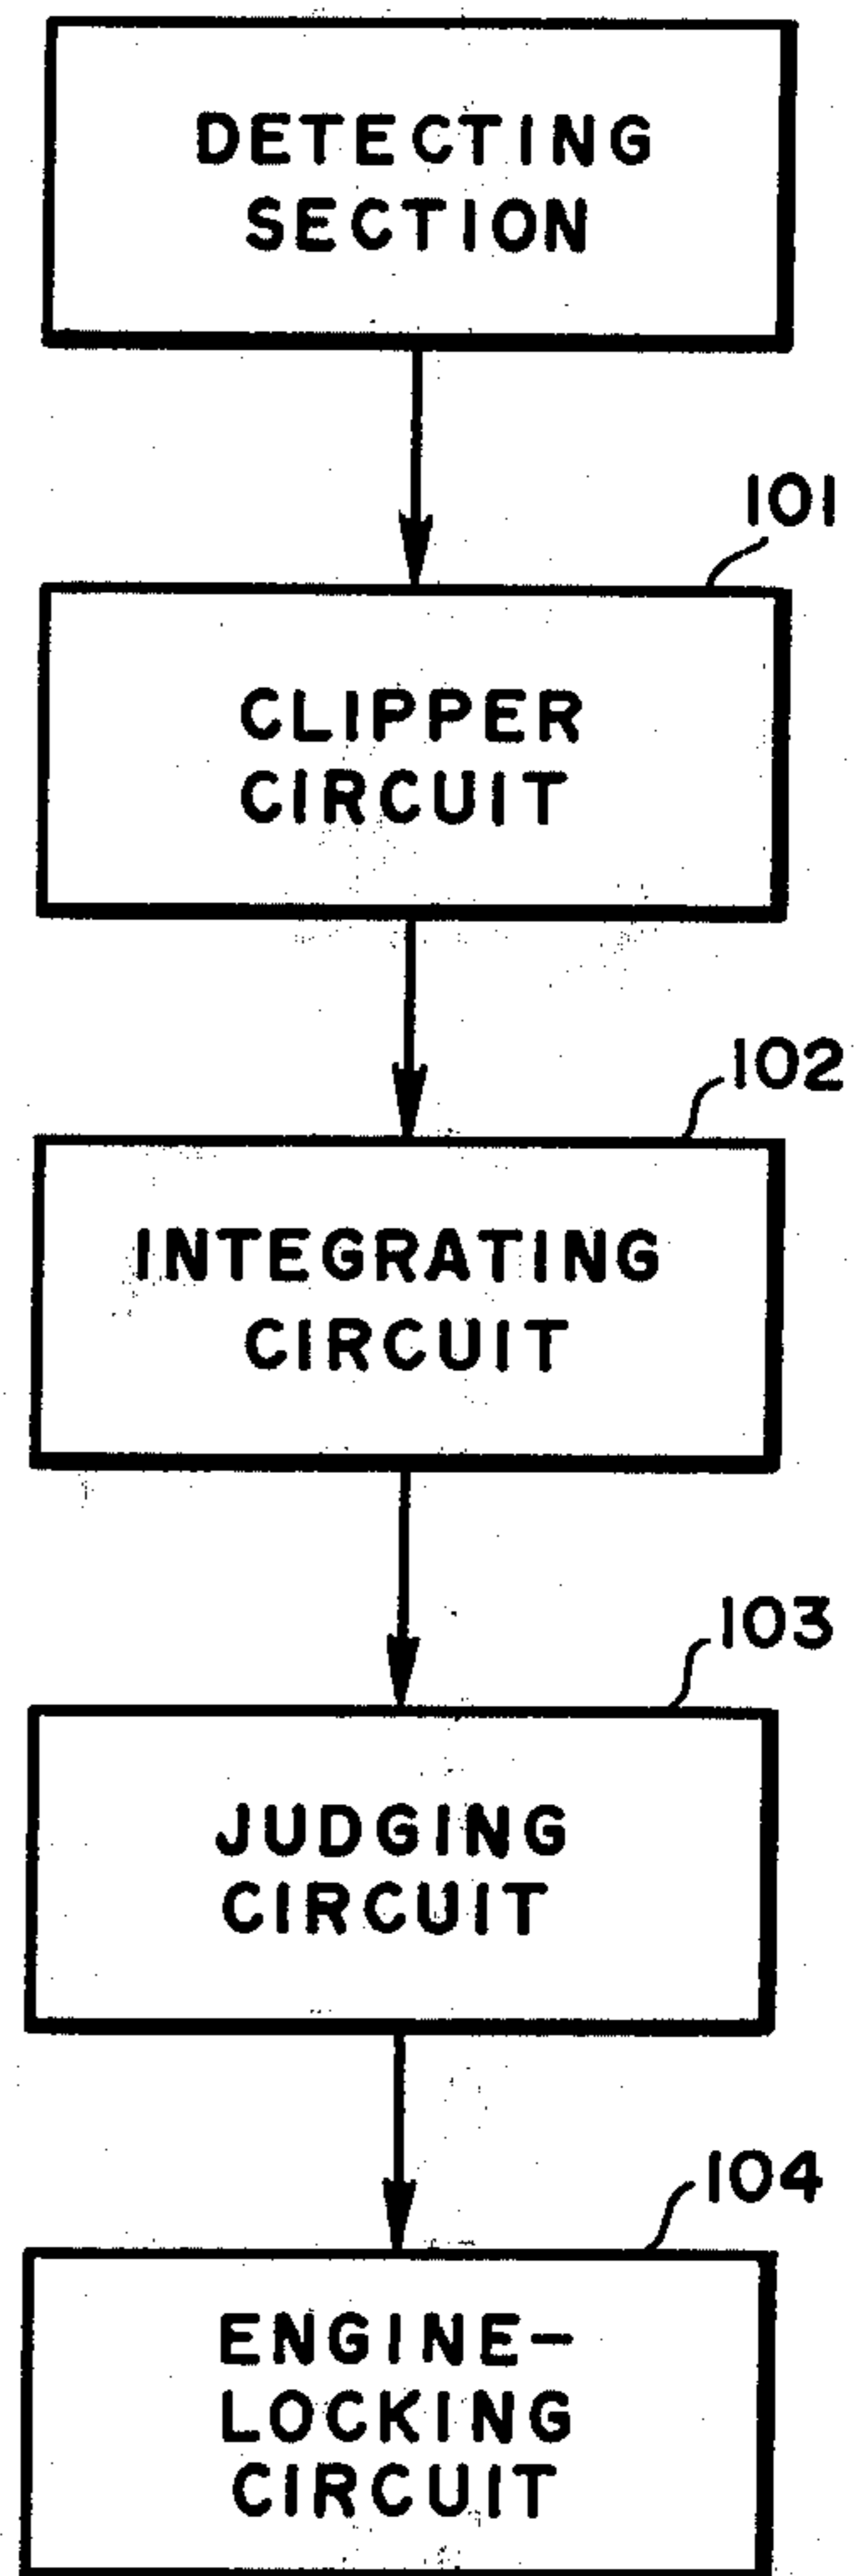 DETECTING
SECTION
101
CLIPPER
CIRCUIT
102
INTEGRATING
CIRCUIT
103
JUDGING
CIRCUIT
104
ENGINE-
LOCKING
CIRCUIT